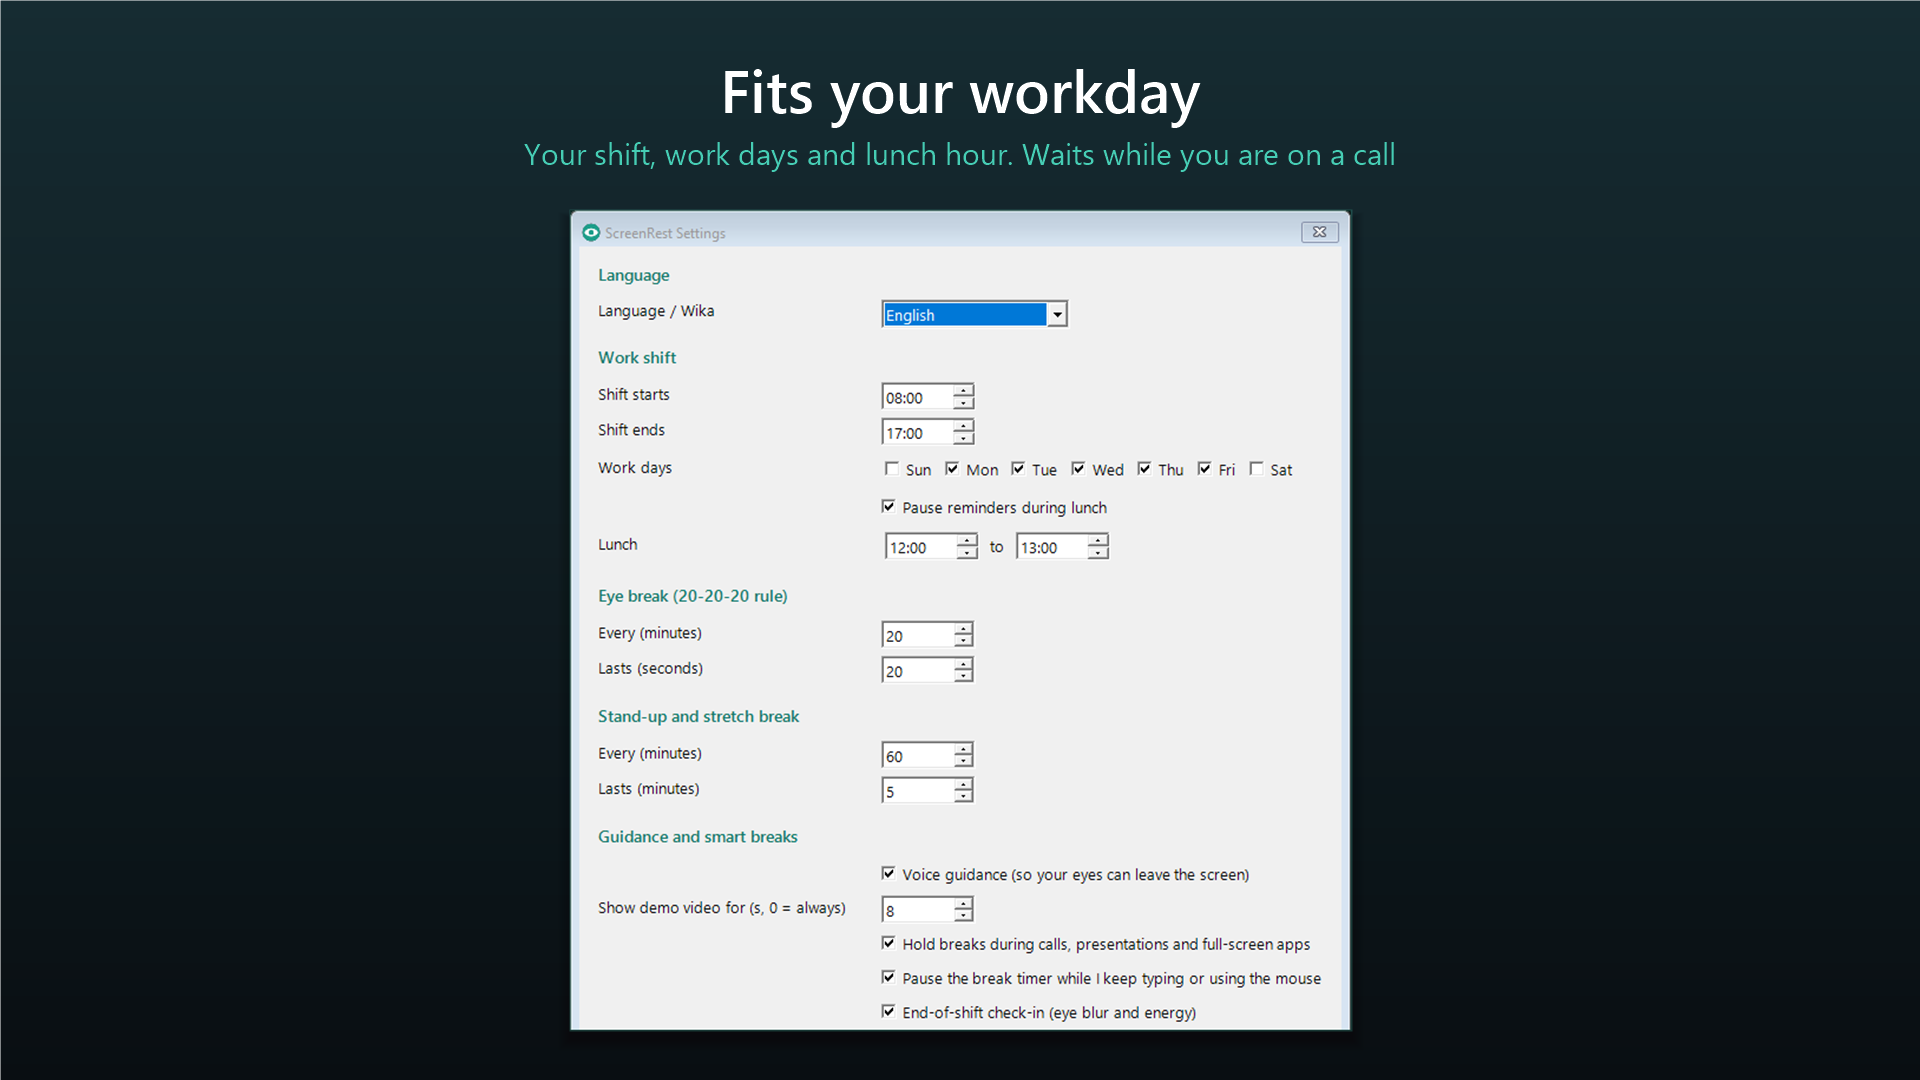 Fits your workday
Your shift, work days and lunch hour. Waits while you are on a call
ScreenRest Settings
Language
Language / Wika English
Work shift
Shift starts 08:00
Shift ends 17:00
Work days Sun Mon Tue Wed Thu Fri Sat
Pause reminders during lunch
Lunch 12:00 to 13:00
Eye break (20-20-20 rule)
Every (minutes) 20
Lasts (seconds) 20
Stand-up and stretch break
Every (minutes) 60
Lasts (minutes) 5
Guidance and smart breaks
Voice guidance (so your eyes can leave the screen)
Show demo video for (s, 0 = always) 8
Hold breaks during calls, presentations and full-screen apps
Pause the break timer while I keep typing or using the mouse
End-of-shift check-in (eye blur and energy)